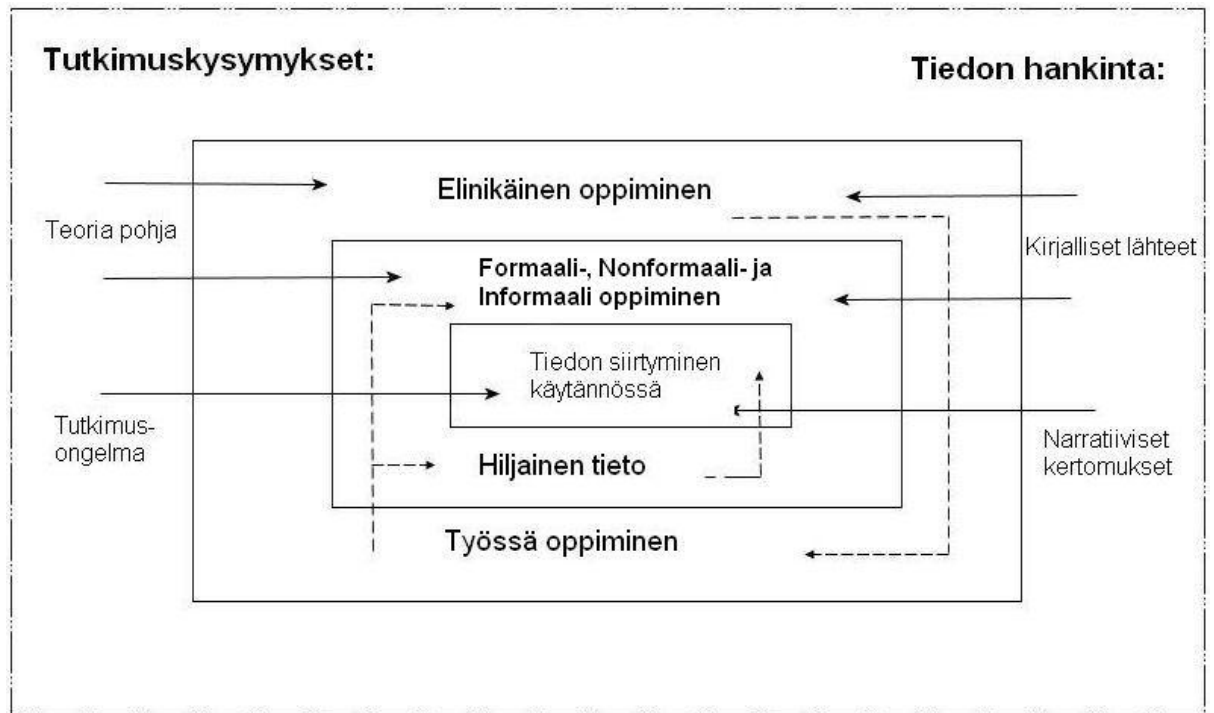 Tutkimuskysymykset:
Tiedon hankinta:
Elinikäinen oppiminen
Teoria pohja
Kirjalliset lähteet
Formaali-, Nonformaali- ja
Informaali oppiminen
Tiedon siirtyminen
käytännössä
Tutkimus-
ongelma
Narratiiviset
kertomukset
Hiljainen tieto
Työssä oppiminen